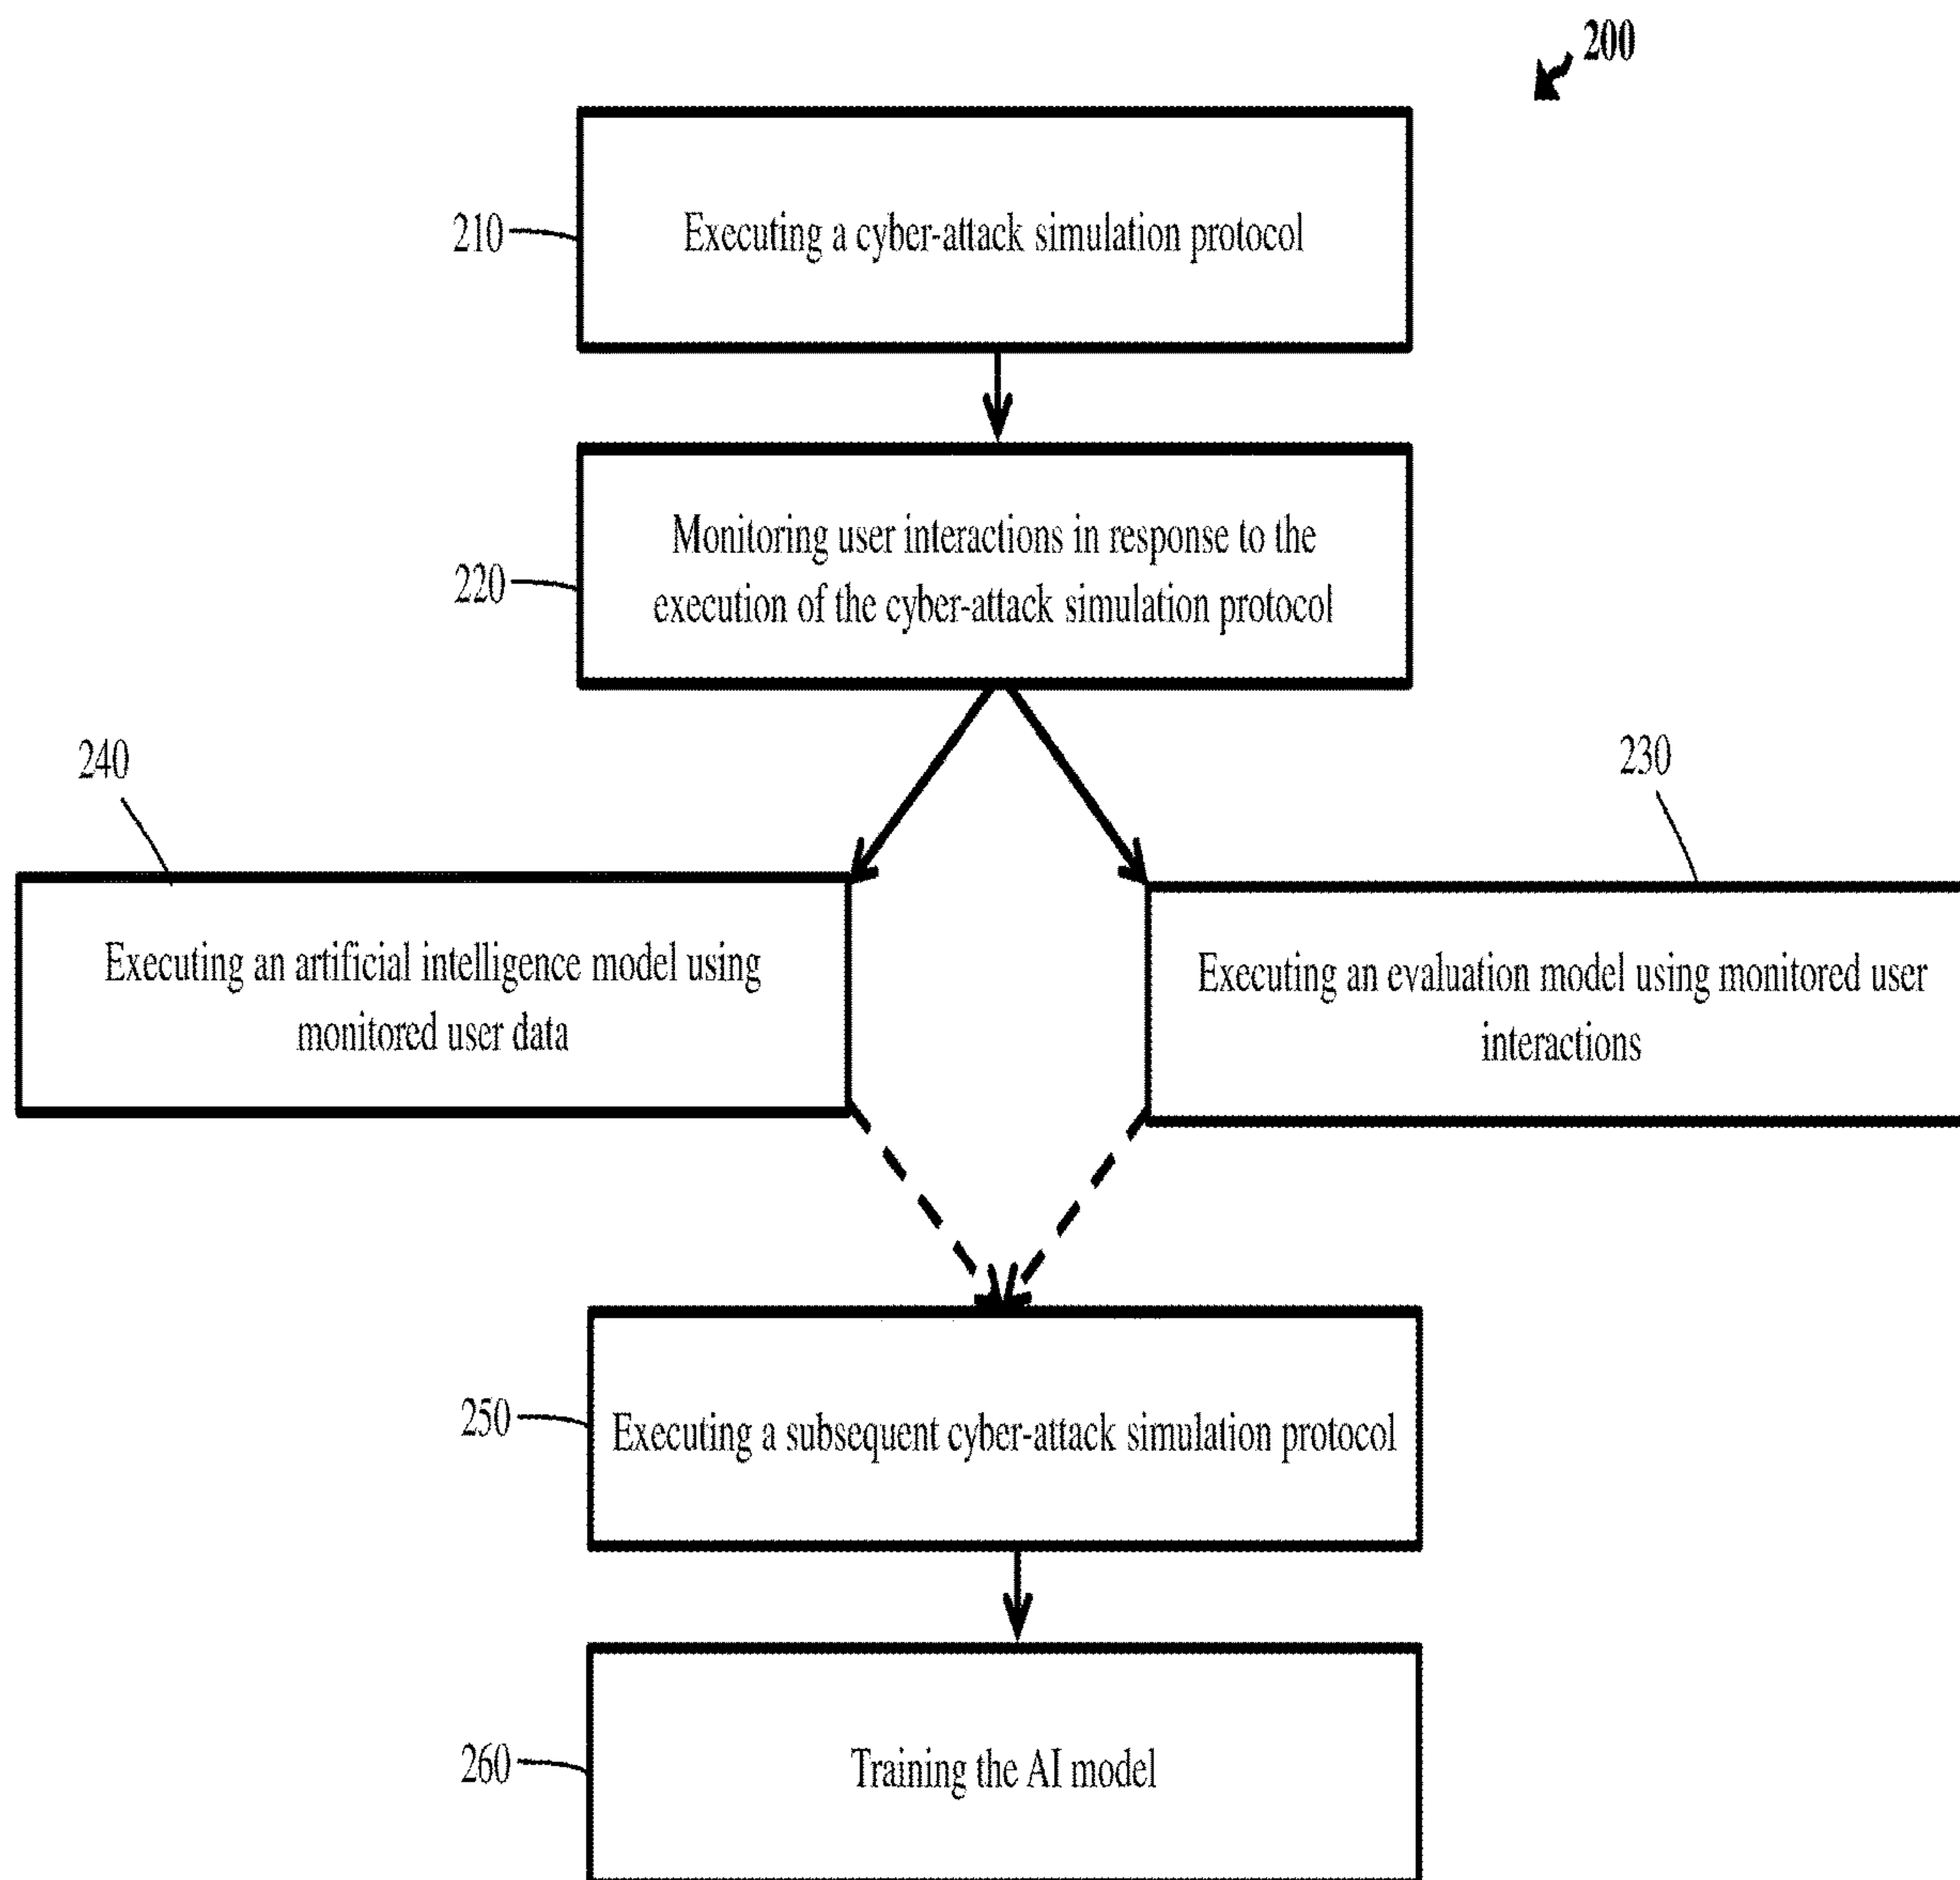 200
210
Executing a cyber-attack simulation protocol
220
Monitoring user interactions in response to the
execution of the cyber-attack simulation protocol
240
230
Executing an artificial intelligence model using
monitored user data
Executing an evaluation model using monitored user
interactions
250
Executing a subsequent cyber-attack simulation protocol
260
Training the AI model